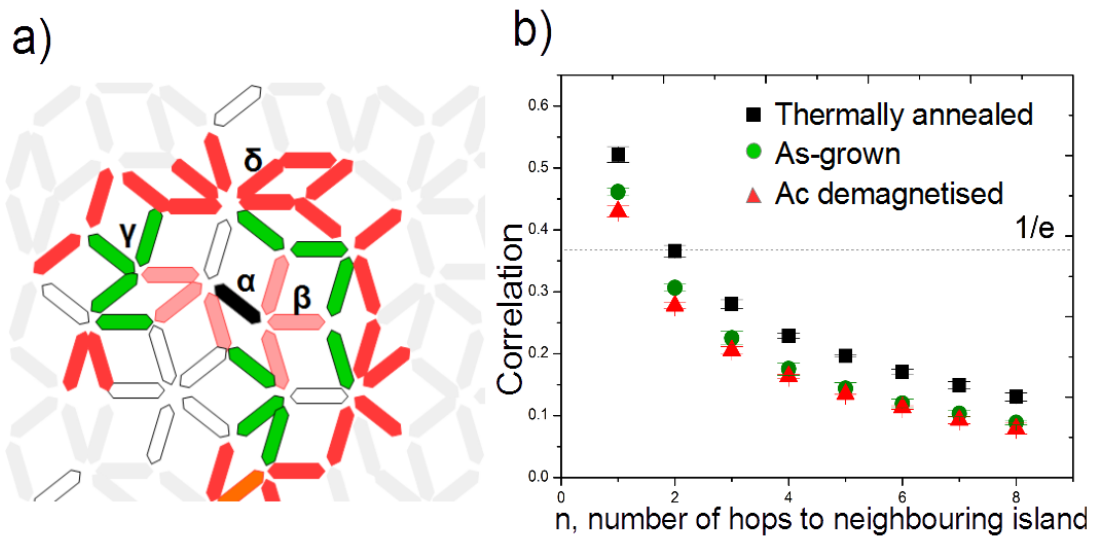 a)
δ
γ
α
β
b)
Thermally annealed
As-grown
Ac demagnetised
1/e
Correlation
0.6
0.5
0.4
0.3
0.2
0.1
0.0
0 2 4 6 8
n, number of hops to neighbouring island